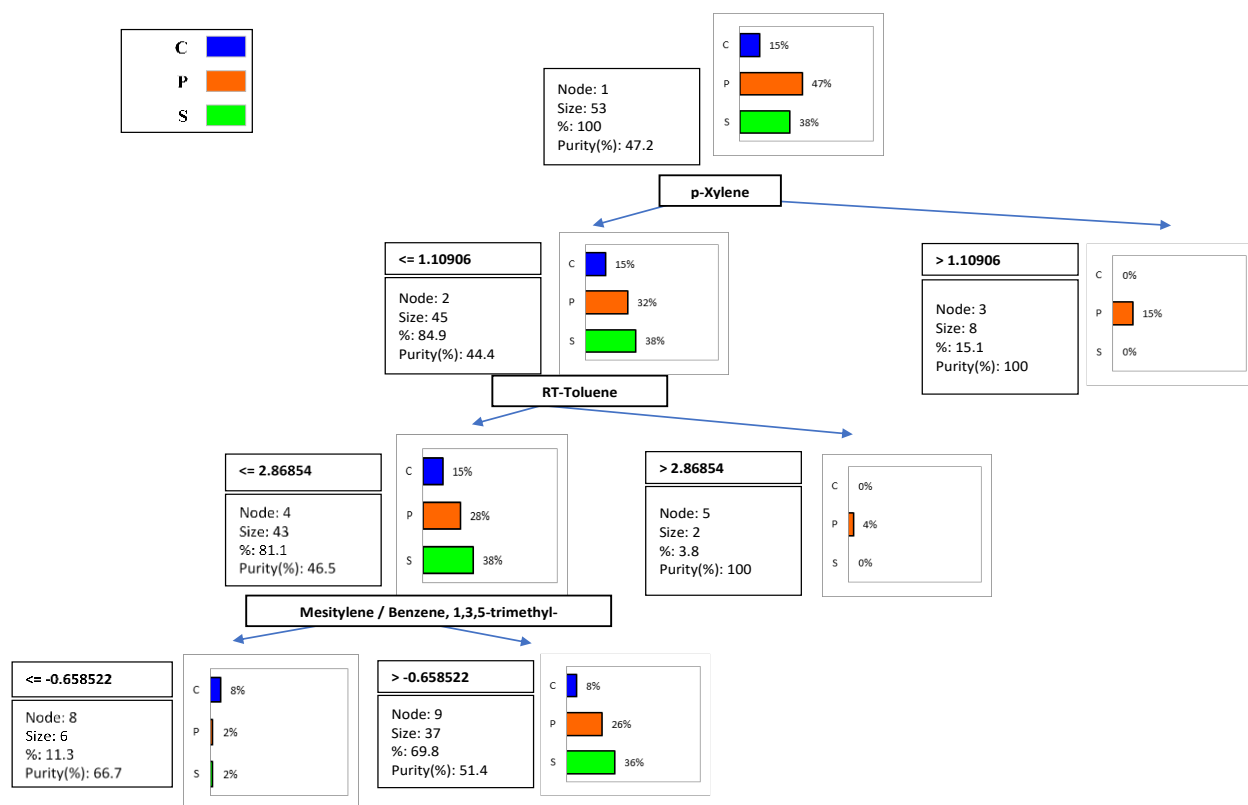 C
P
S
Node: 1
Size: 53
%: 100
Purity(%): 47.2
C 15%
P 47%
S 38%
p-Xylene
<= 1.10906
Node: 2
Size: 45
%: 84.9
Purity(%): 44.4
C 15%
P 32%
S 38%
> 1.10906
Node: 3
Size: 8
%: 15.1
Purity(%): 100
C 0%
P 15%
S 0%
RT-Toluene
<= 2.86854
Node: 4
Size: 43
%: 81.1
Purity(%): 46.5
C 15%
P 28%
S 38%
> 2.86854
Node: 5
Size: 2
%: 3.8
Purity(%): 100
C 0%
P 4%
S 0%
Mesitylene / Benzene, 1,3,5-trimethyl-
<= -0.658522
Node: 8
Size: 6
%: 11.3
Purity(%): 66.7
C 8%
P 2%
S 2%
> -0.658522
Node: 9
Size: 37
%: 69.8
Purity(%): 51.4
C 8%
P 26%
S 36%